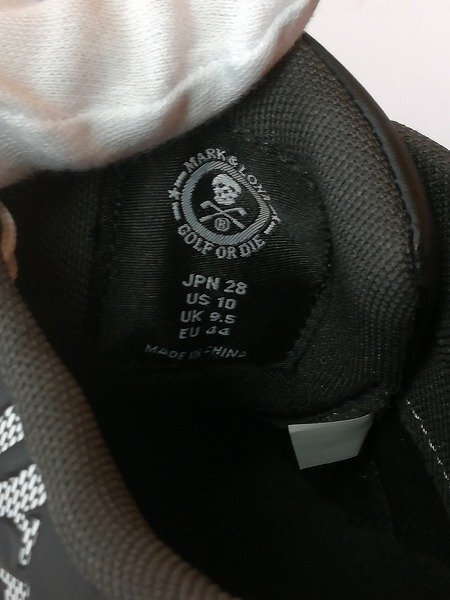 MARK & LONA
GOLF OR DIE
JPN 28
US 10
UK 9.5
EU 44
MADE IN CHINA